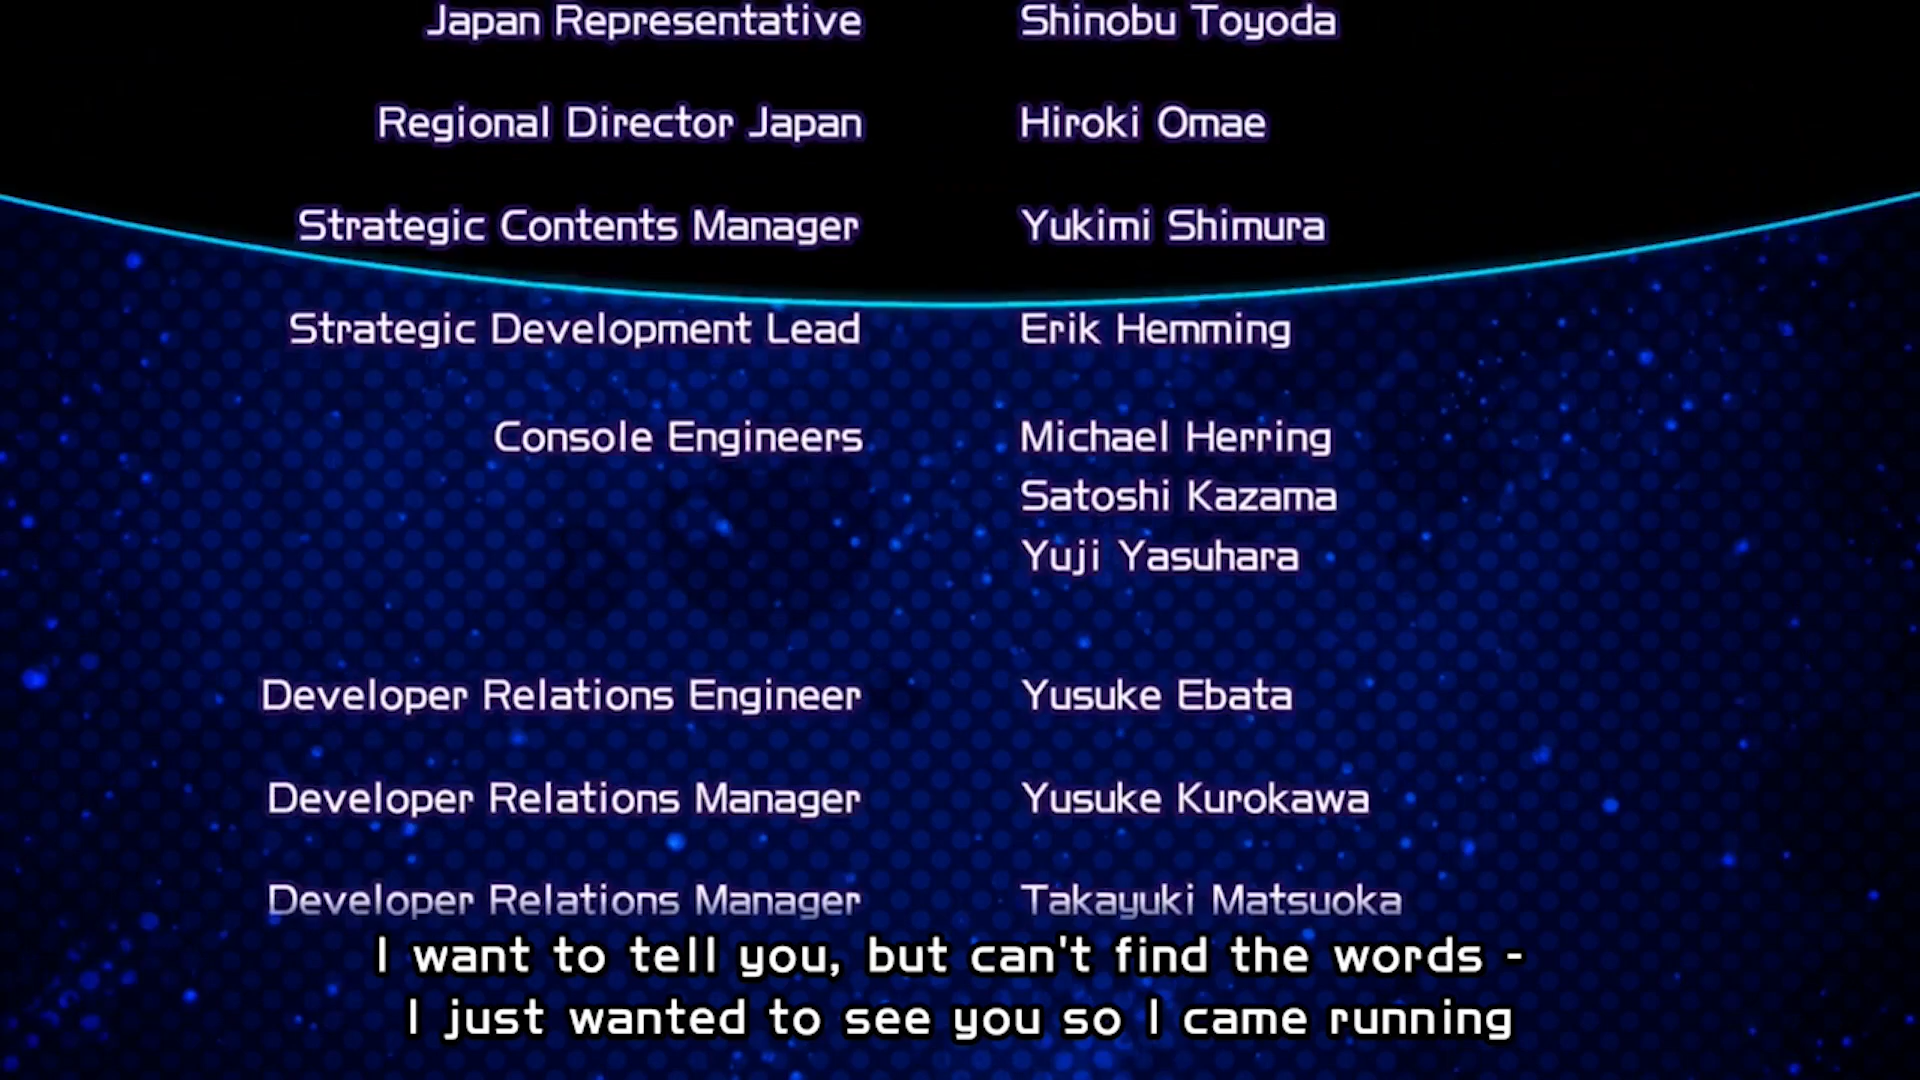 Japan Representative Shinobu Toyoda
Regional Director Japan Hiroki Omae
Strategic Contents Manager Yukimi Shimura
Strategic Development Lead Erik Hemming
Console Engineers Michael Herring
Satoshi Kazama
Yuji Yasuhara
Developer Relations Engineer Yusuke Ebata
Developer Relations Manager Yusuke Kurokawa
Developer Relations Manager Takayuki Matsuoka
I want to tell you, but can't find the words -
I just wanted to see you so I came running